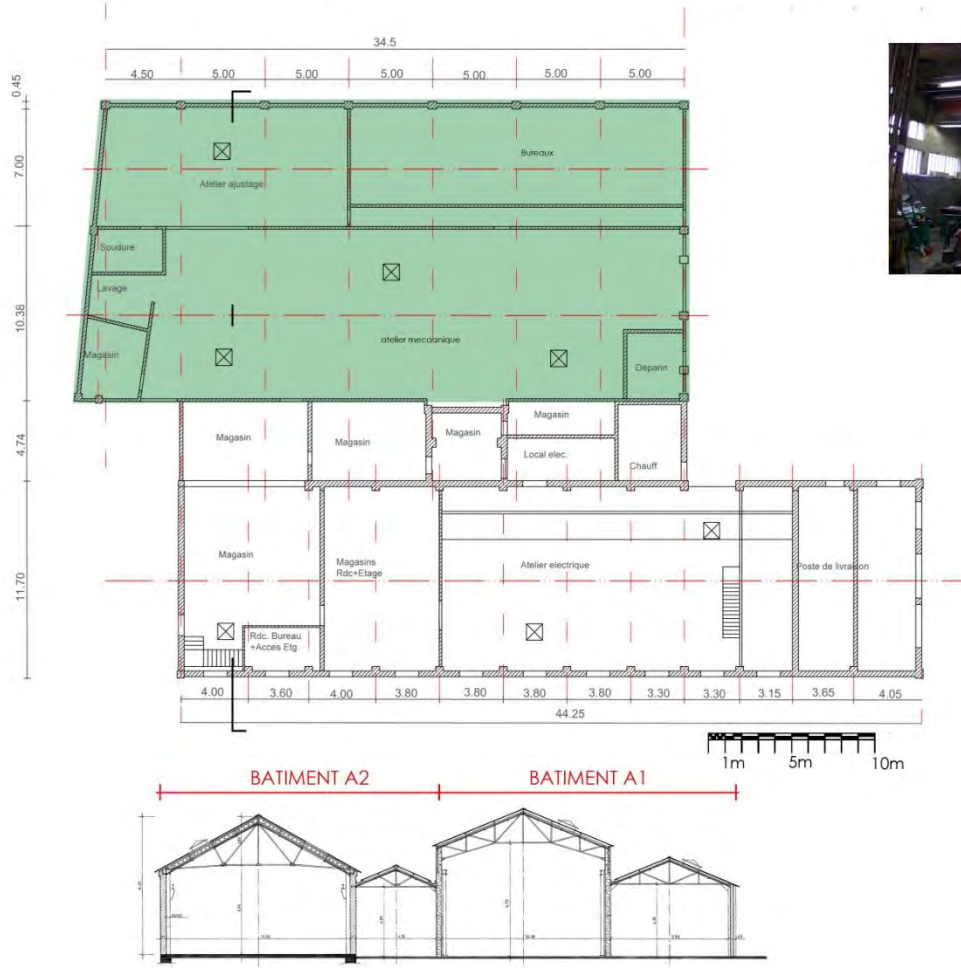 34.5
4.50 5.00 5.00 5.00 5.00 5.00 5.00
0.45
7.00
10.38
4.74
11.70
Bureaux
Atelier ajustage
Soudure
Lavage
atelier mecdanique
Magasin
Depann
Magasin
Magasin
Magasin
Magasin
Local elec.
Chauff
Magasin
Magasins
Rdc+Etage
Atelier electrique
Poste de livraison
Rdc. Bureau
+Acces Etg
4.00 3.60 4.00 3.80 3.80 3.80 3.80 3.30 3.30 3.15 3.65 4.05
44.25
1m 5m 10m
BATIMENT A2 BATIMENT A1